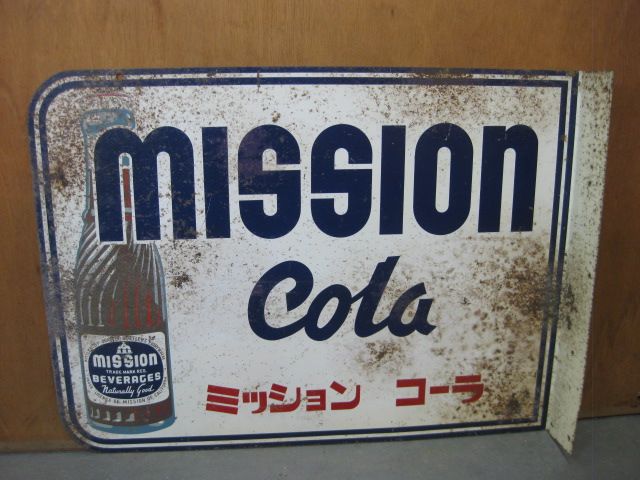 mission
Cola
ミッション コーラ
mission
TRADE MARK REG.
BEVERAGES
Naturally Good